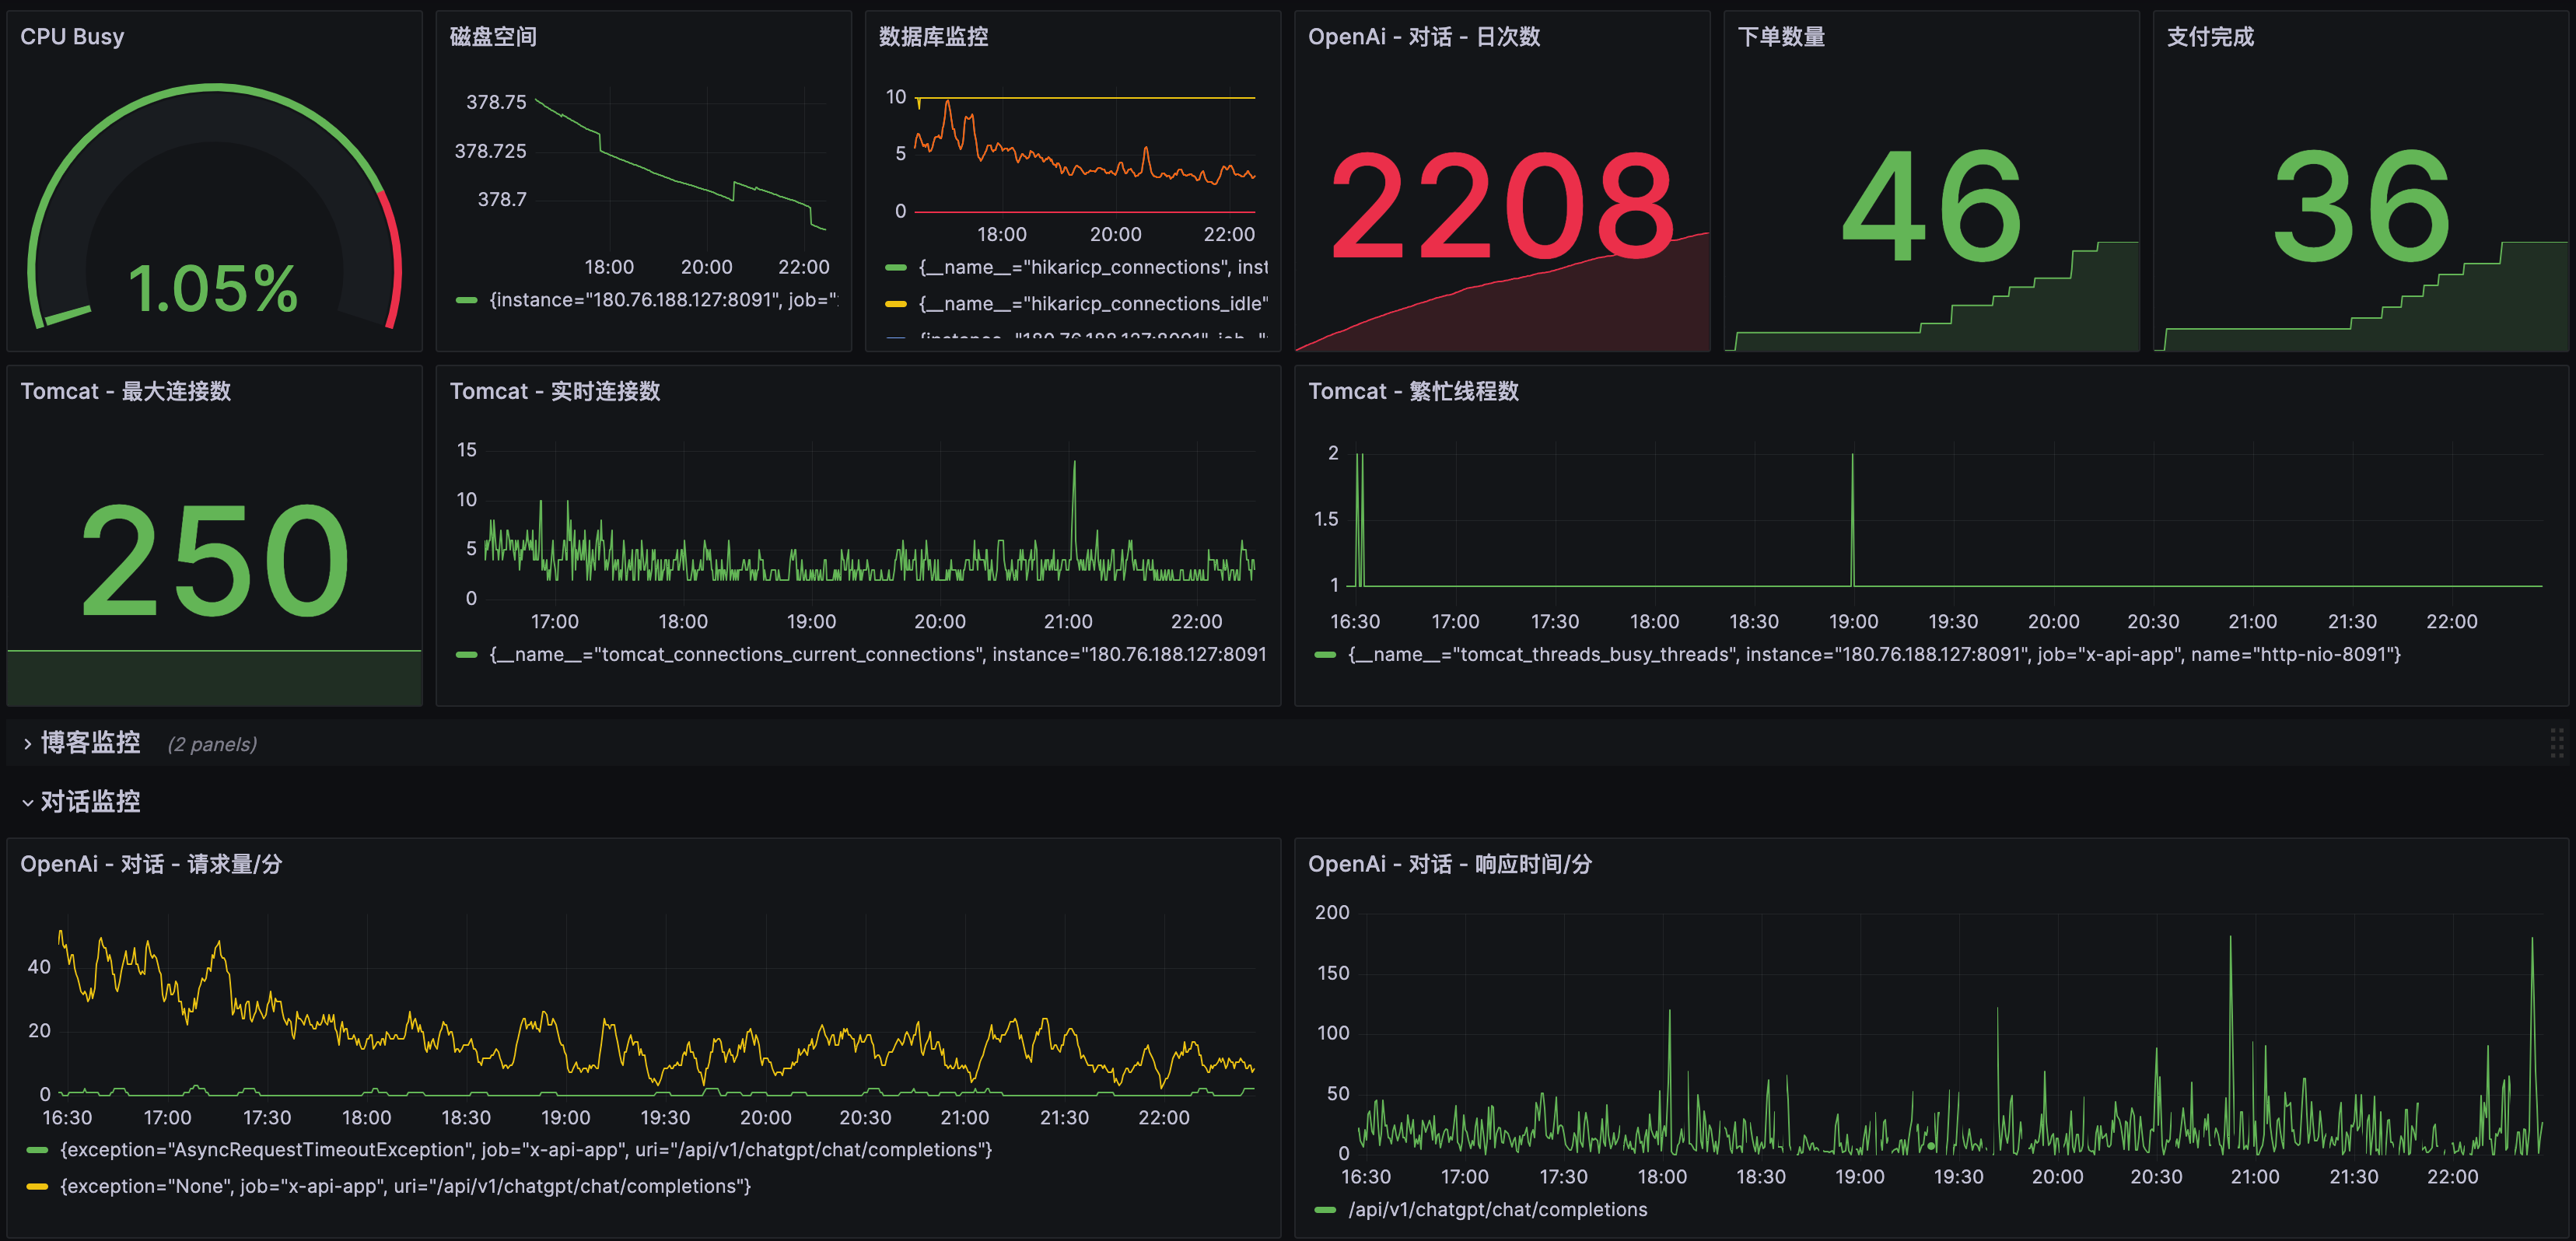 CPU Busy
1.05%
磁盘空间
378.75
378.725
378.7
18:00 20:00 22:00
{instance="180.76.188.127:8091", job="
数据库监控
10
5
0
18:00 20:00 22:00
{__name__="hikaricp_connections", inst
{__name__="hikaricp_connections_idle"
{instance="180.76.188.127:8091", job="
OpenAi - 对话 - 日次数
2208
下单数量
46
支付完成
36
Tomcat - 最大连接数
250
Tomcat - 实时连接数
15
10
5
0
17:00 18:00 19:00 20:00 21:00 22:00
{__name__="tomcat_connections_current_connections", instance="180.76.188.127:8091
Tomcat - 繁忙线程数
2
1.5
1
16:30 17:00 17:30 18:00 18:30 19:00 19:30 20:00 20:30 21:00 21:30 22:00
{__name__="tomcat_threads_busy_threads", instance="180.76.188.127:8091", job="x-api-app", name="http-nio-8091"}
博客监控 (2 panels)
对话监控
OpenAi - 对话 - 请求量/分
40
20
0
16:30 17:00 17:30 18:00 18:30 19:00 19:30 20:00 20:30 21:00 21:30 22:00
{exception="AsyncRequestTimeoutException", job="x-api-app", uri="/api/v1/chatgpt/chat/completions"}
{exception="None", job="x-api-app", uri="/api/v1/chatgpt/chat/completions"}
OpenAi - 对话 - 响应时间/分
200
150
100
50
0
16:30 17:00 17:30 18:00 18:30 19:00 19:30 20:00 20:30 21:00 21:30 22:00
/api/v1/chatgpt/chat/completions